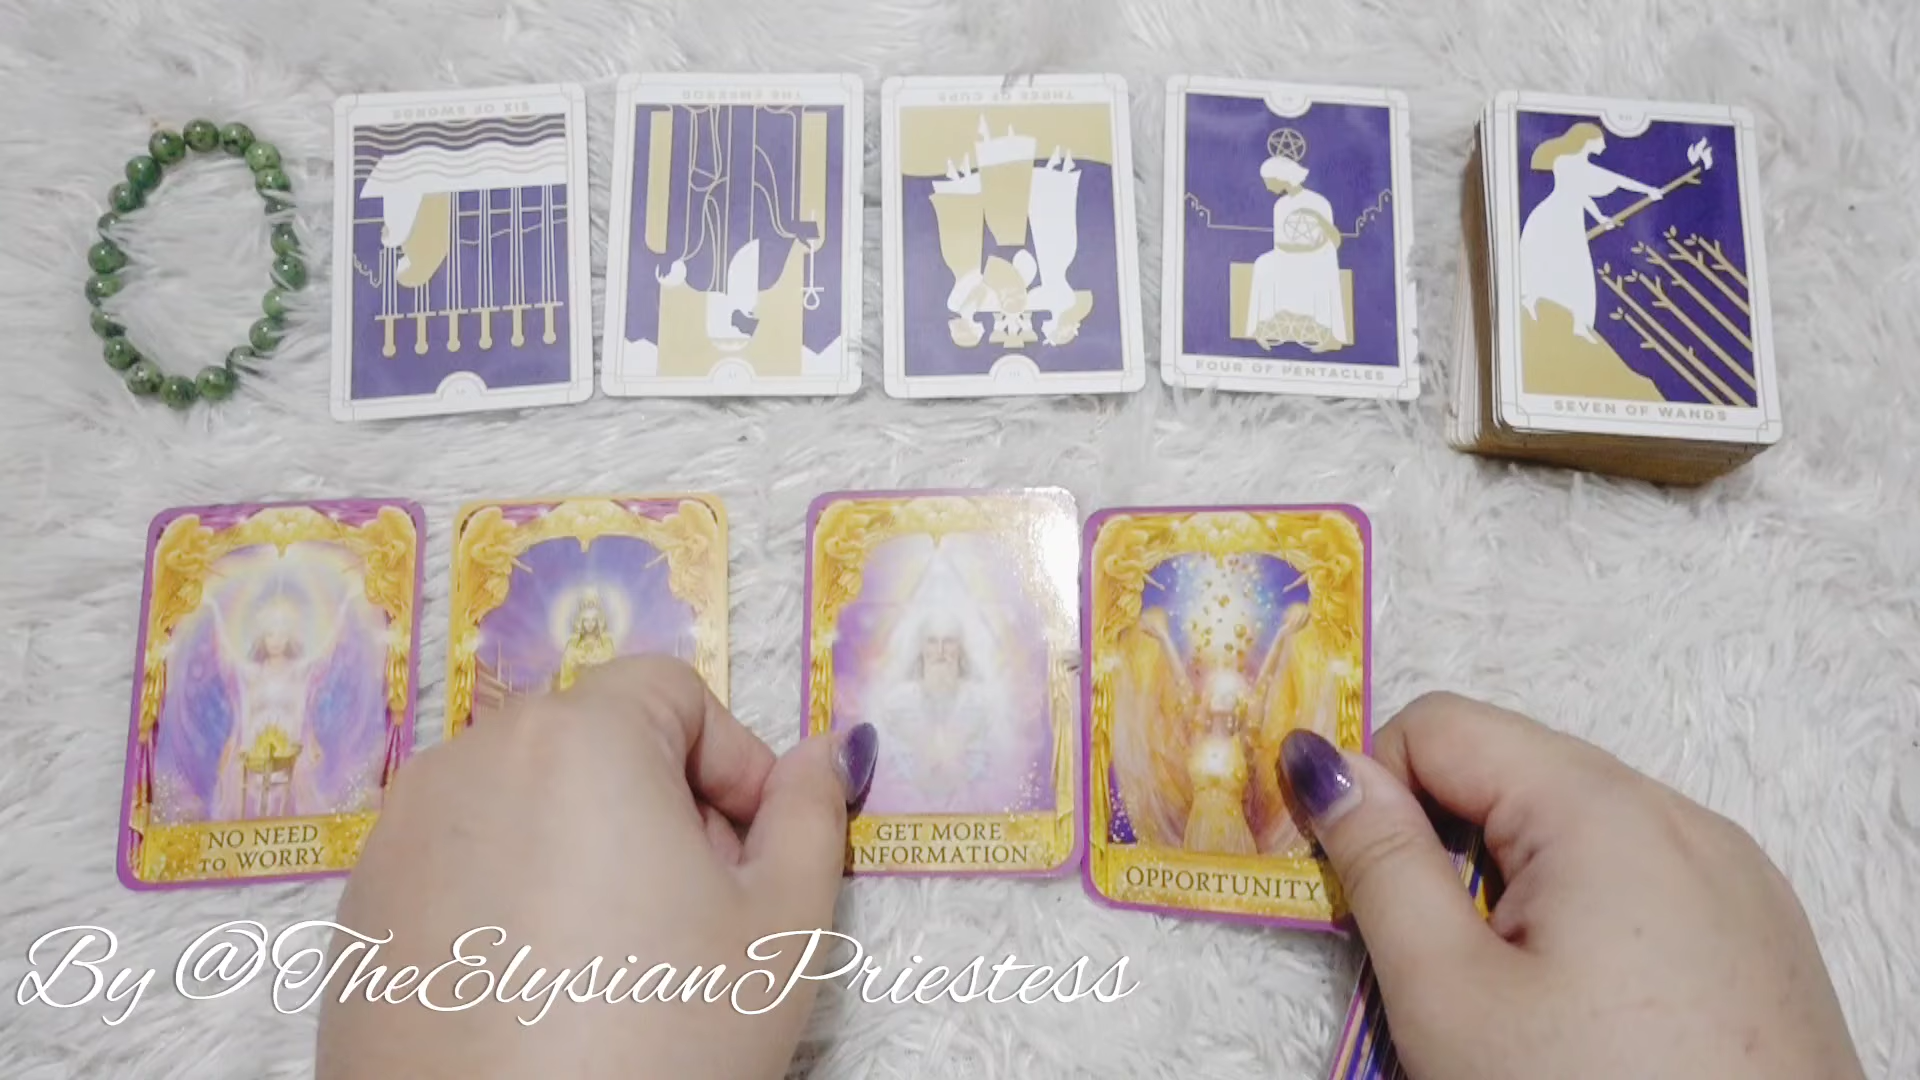 SIX OF SWORDS
THE EMPEROR
THREE OF CUPS
FOUR OF PENTACLES
SEVEN OF WANDS
NO NEED
TO WORRY
GET MORE
INFORMATION
OPPORTUNITY
By @TheElysianPriestess